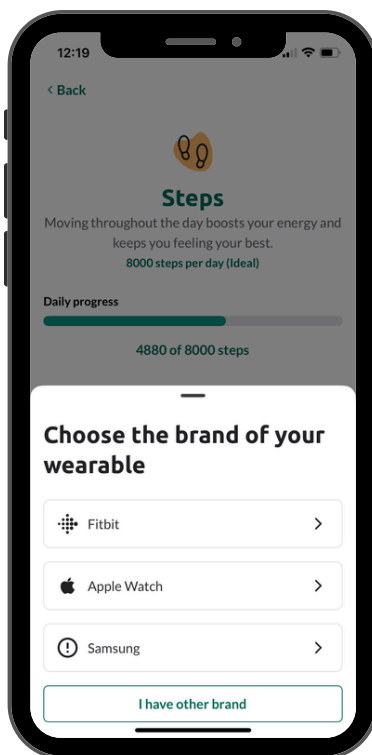 12:19
< Back
Steps
Moving throughout the day boosts your energy and
keeps you feeling your best.
8000 steps per day (Ideal)
Daily progress
4880 of 8000 steps
Choose the brand of your
wearable
Fitbit
Apple Watch
Samsung
I have other brand